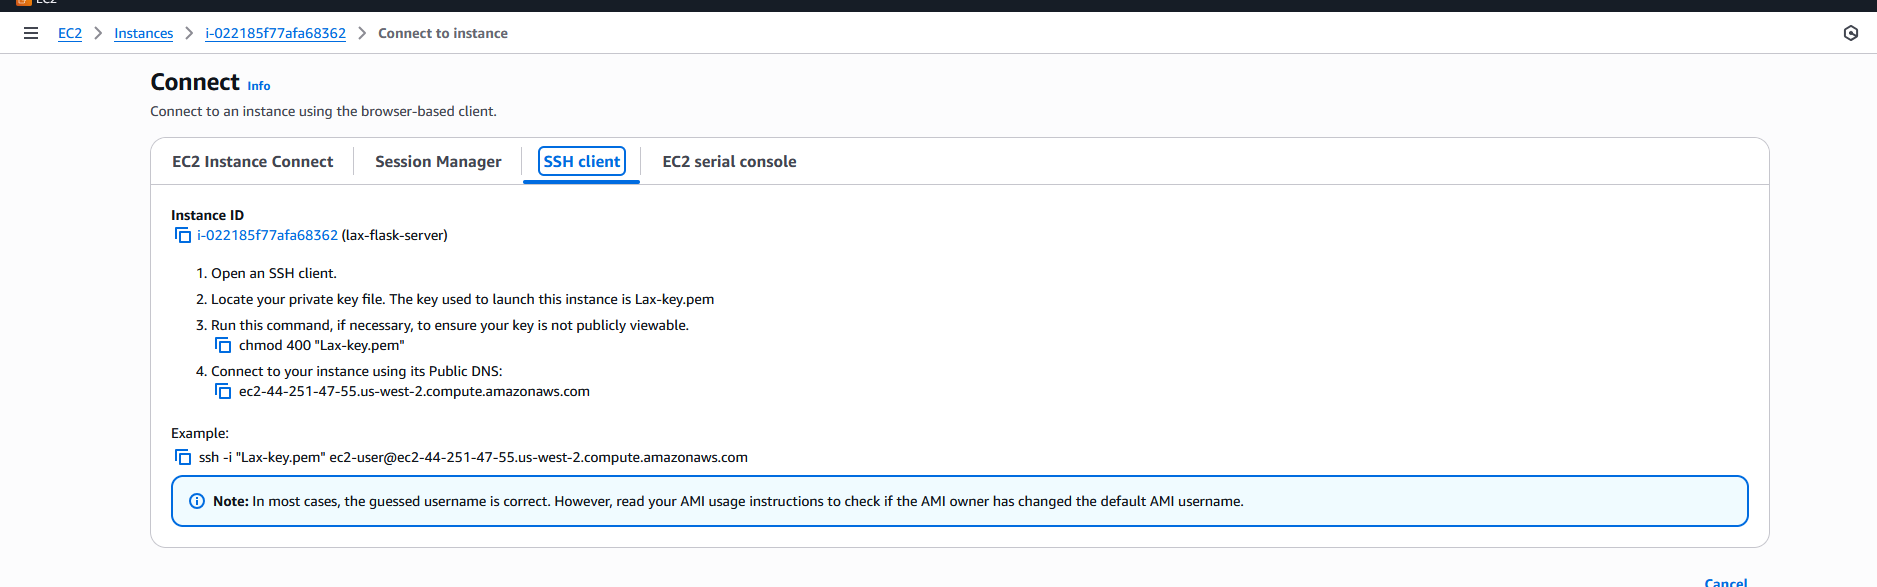 EC2
EC2 > Instances > i-022185f77afa68362 > Connect to instance
Connect Info
Connect to an instance using the browser-based client.
EC2 Instance Connect Session Manager SSH client EC2 serial console
Instance ID
i-022185f77afa68362 (lax-flask-server)
1. Open an SSH client.
2. Locate your private key file. The key used to launch this instance is Lax-key.pem
3. Run this command, if necessary, to ensure your key is not publicly viewable.
chmod 400 "Lax-key.pem"
4. Connect to your instance using its Public DNS:
ec2-44-251-47-55.us-west-2.compute.amazonaws.com
Example:
ssh -i "Lax-key.pem" ec2-user@ec2-44-251-47-55.us-west-2.compute.amazonaws.com
Note: In most cases, the guessed username is correct. However, read your AMI usage instructions to check if the AMI owner has changed the default AMI username.
Cancel